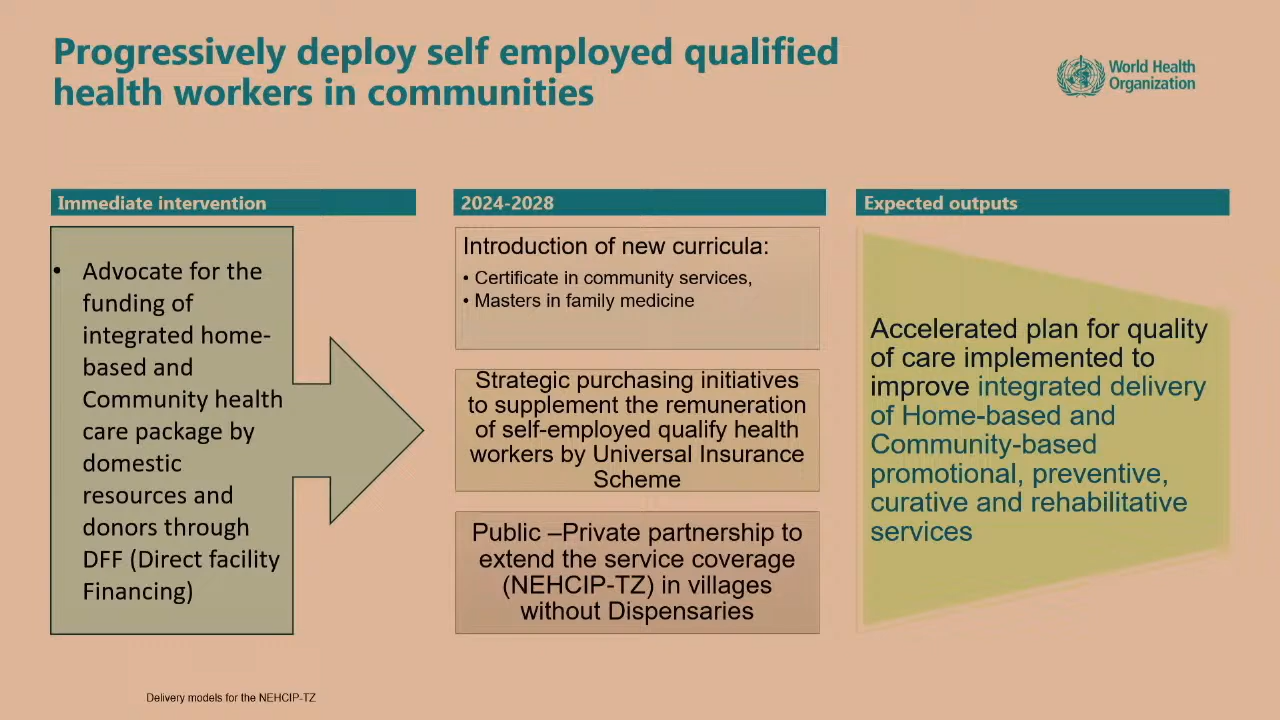 Progressively deploy self employed qualified
health workers in communities
World Health
Organization
Immediate intervention
• Advocate for the
funding of
integrated home-
based and
Community health
care package by
domestic
resources and
donors through
DFF (Direct facility
Financing)
2024-2028
Introduction of new curricula:
• Certificate in community services,
• Masters in family medicine
Strategic purchasing initiatives
to supplement the remuneration
of self-employed qualify health
workers by Universal Insurance
Scheme
Public –Private partnership to
extend the service coverage
(NEHCIP-TZ) in villages
without Dispensaries
Expected outputs
Accelerated plan for quality
of care implemented to
improve integrated delivery
of Home-based and
Community-based
promotional, preventive,
curative and rehabilitative
services
Delivery models for the NEHCIP-TZ